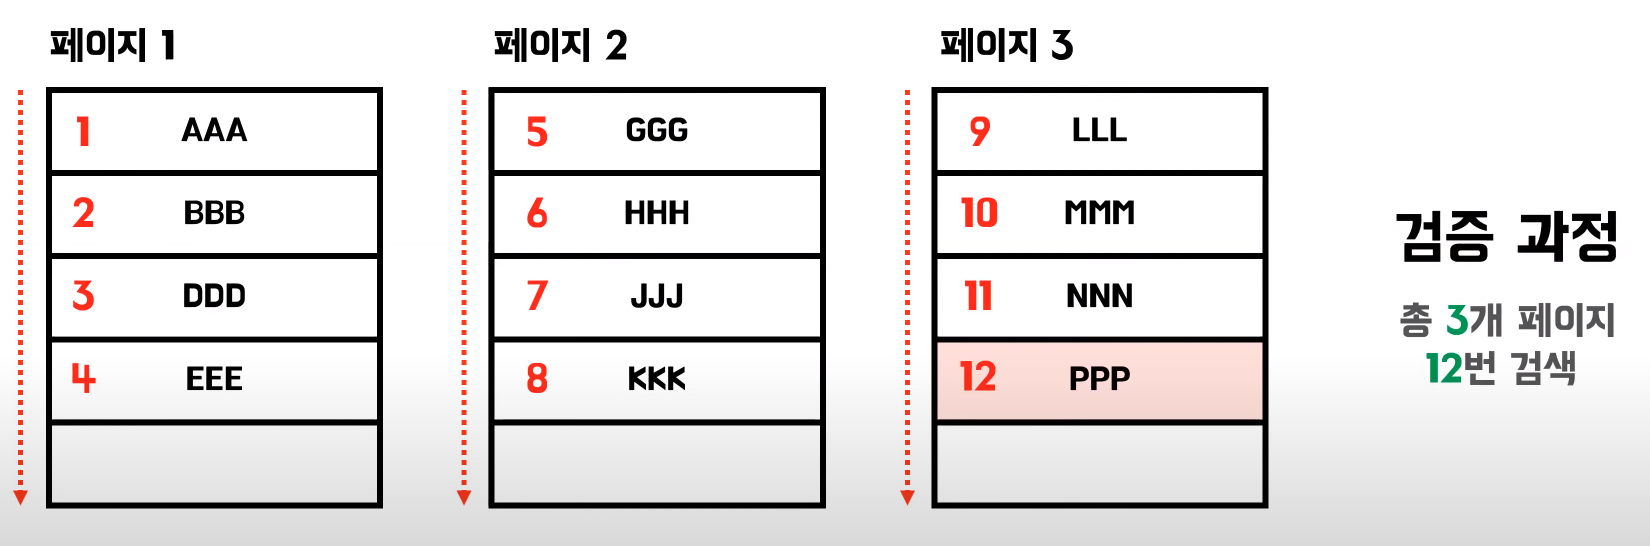 페이지 1
1 AAA
2 BBB
3 DDD
4 EEE
페이지 2
5 GGG
6 HHH
7 JJJ
8 KKK
페이지 3
9 LLL
10 MMM
11 NNN
12 PPP
검증 과정
총 3개 페이지
12번 검색